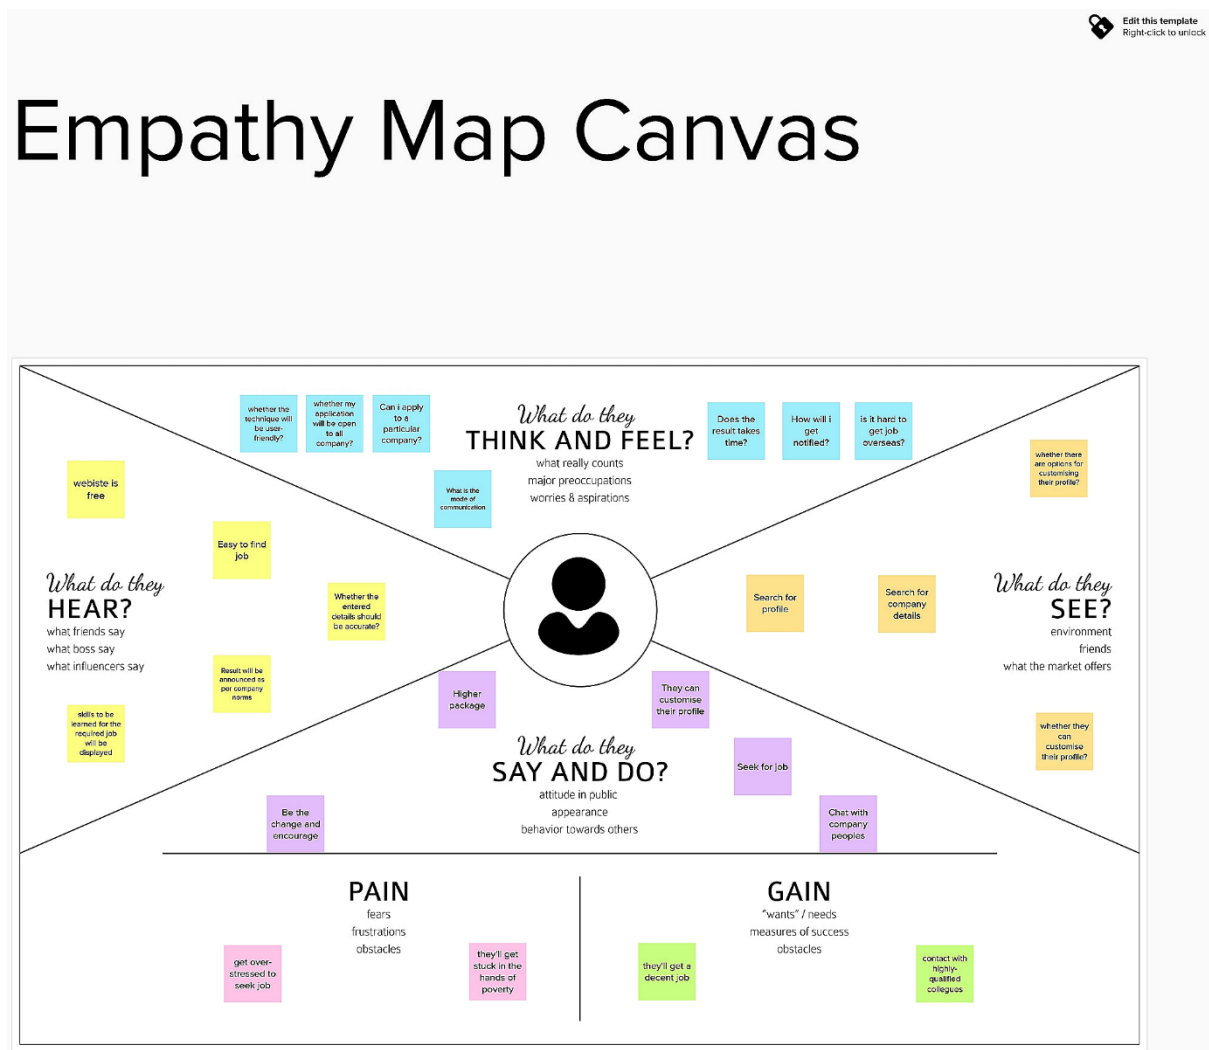 Edit this template
Right-click to unlock
Empathy Map Canvas
whether the
technique will
be user-
friendly?
whether my
application
will be open
to all
company?
Can i apply
to a
particular
company?
What is the
mode of
communication
What do they
THINK AND FEEL?
what really counts
major preoccupations
worries & aspirations
Does the
result takes
time?
How will i
get
notified?
is it hard to
get job
overseas?
webiste is
free
Easy to find
job
Whether the
entered
details should
be accurate?
What do they
HEAR?
what friends say
what boss say
what influencers say
Result will be
announced as
per company
norms
skills to be
learned for the
required job
will be
displayed
whether there
are options for
customising
their profile?
Search for
profile
Search for
company
details
What do they
SEE?
environment
friends
what the market offers
whether they
can
customise
their profile?
Higher
package
They can
customise
their profile
What do they
SAY AND DO?
attitude in public
appearance
behavior towards others
Seek for job
Be the
change and
encourage
Chat with
company
peoples
PAIN
fears
frustrations
obstacles
get over-
stressed to
seek job
they'll get
stuck in the
hands of
poverty
GAIN
"wants" / needs
measures of success
obstacles
they'll get a
decent job
contact with
highly-
qualified
collegues